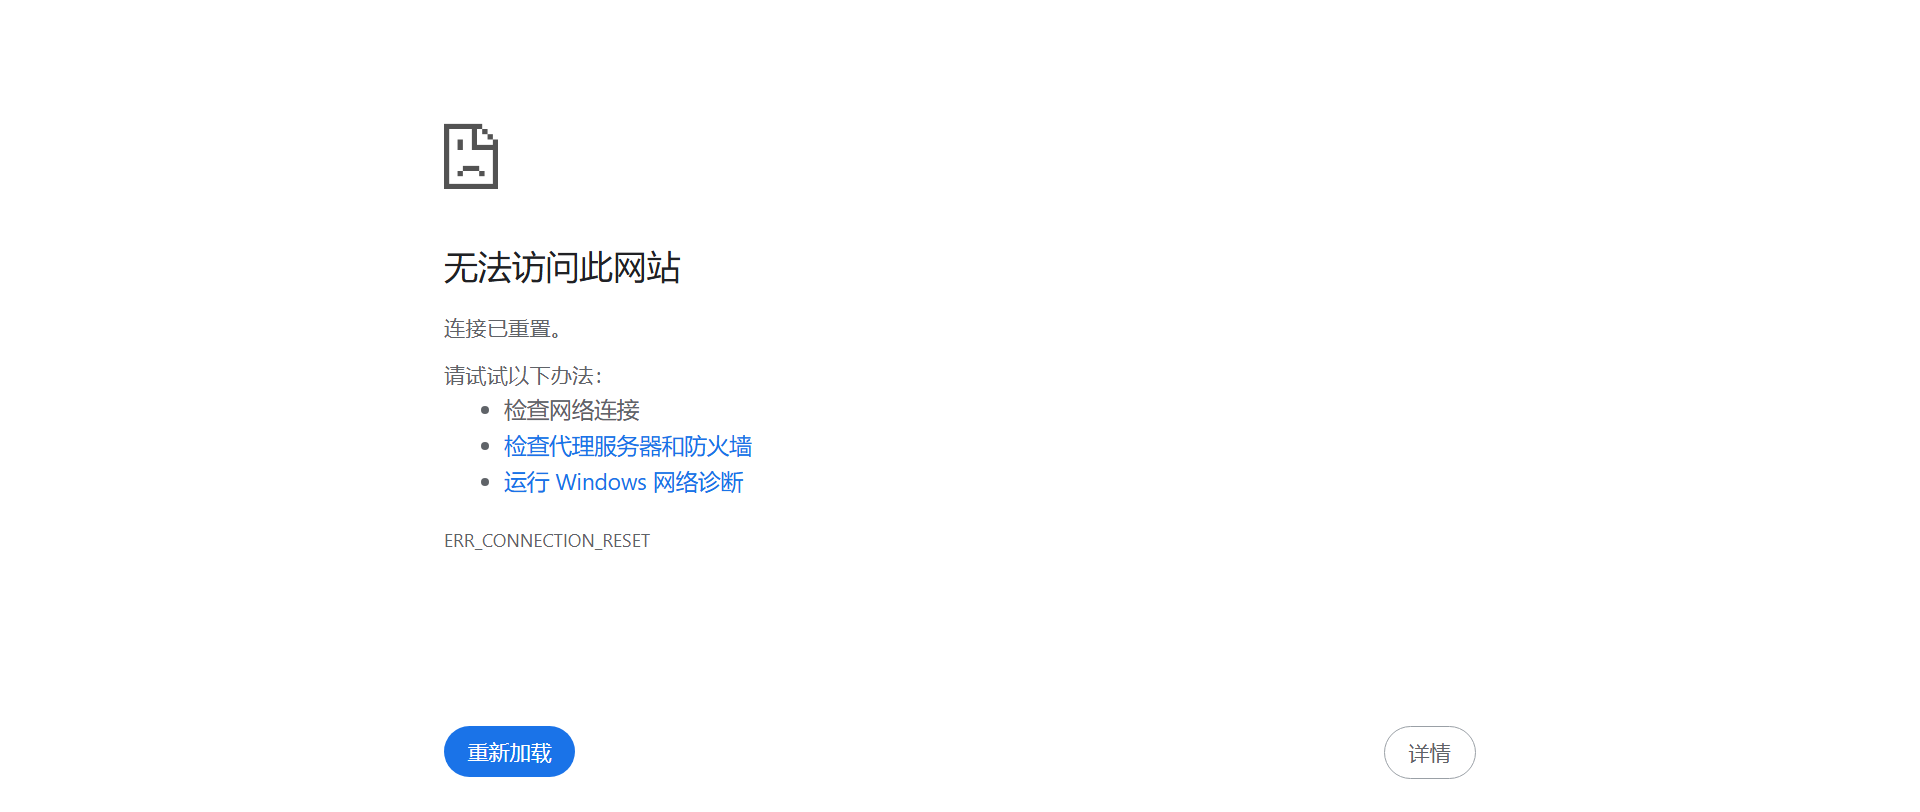 无法访问此网站
连接已重置。
请试试以下办法：
检查网络连接
检查代理服务器和防火墙
运行 Windows 网络诊断
ERR_CONNECTION_RESET
重新加载
详情